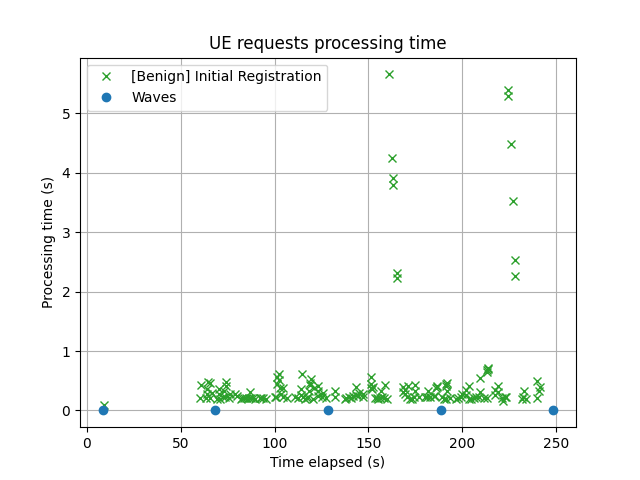 UE requests processing time
[Benign] Initial Registration
Waves
Processing time (s)
5
4
3
2
1
0
0
50
100
150
200
250
Time elapsed (s)